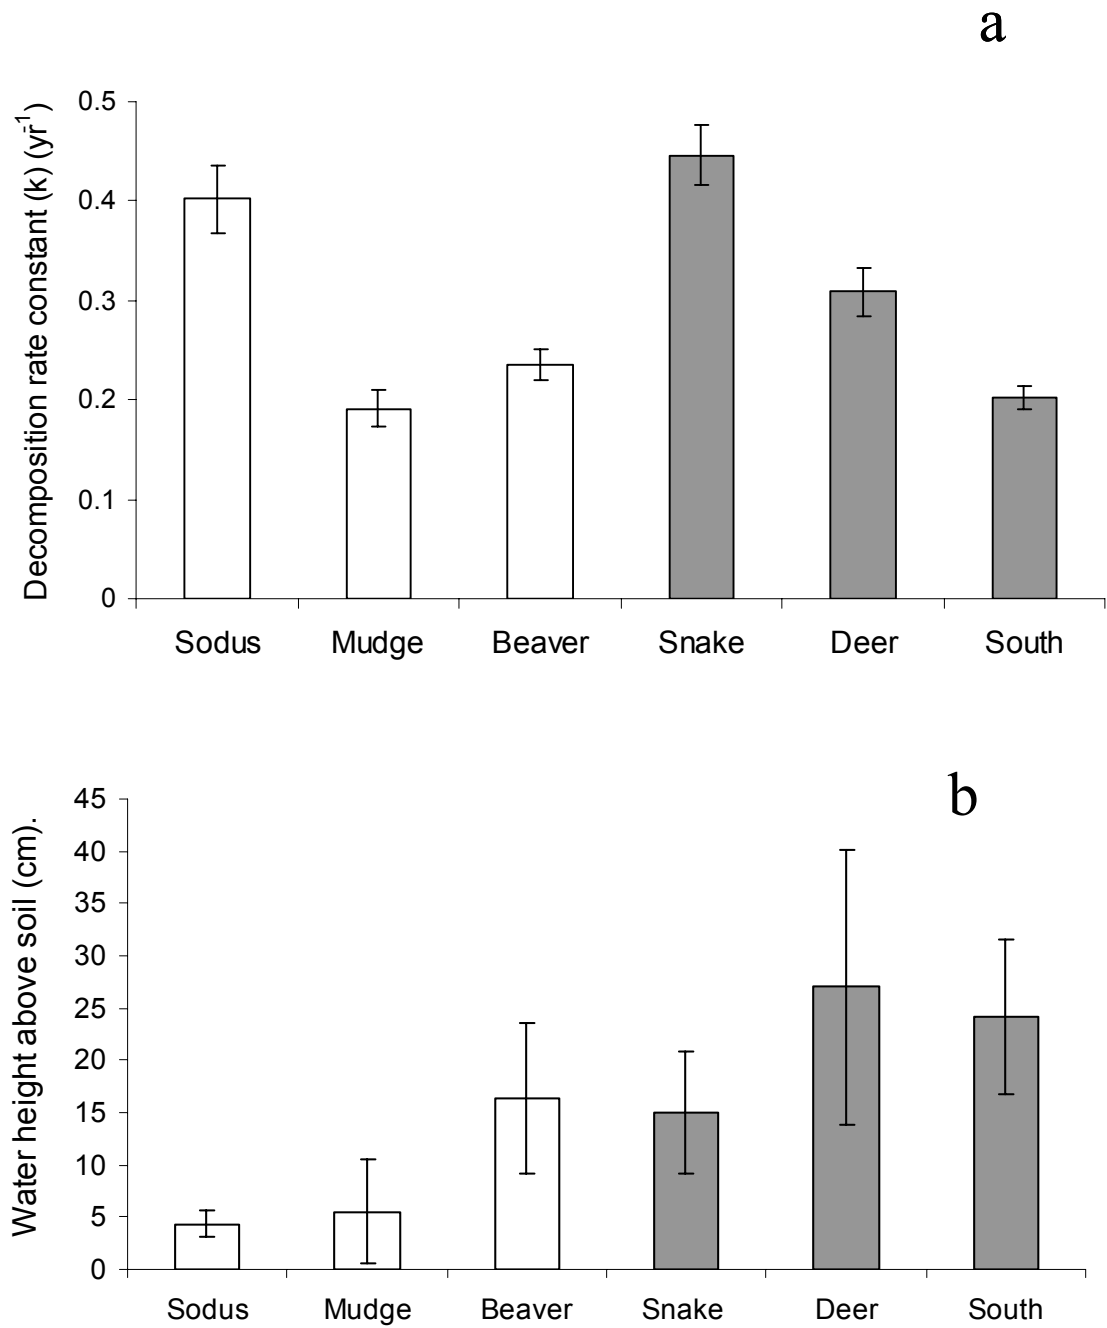 a
Decomposition rate constant (k) (yr⁻¹)
0.5
0.4
0.3
0.2
0.1
0
Sodus Mudge Beaver Snake Deer South
b
Water height above soil (cm).
45
40
35
30
25
20
15
10
5
0
Sodus Mudge Beaver Snake Deer South